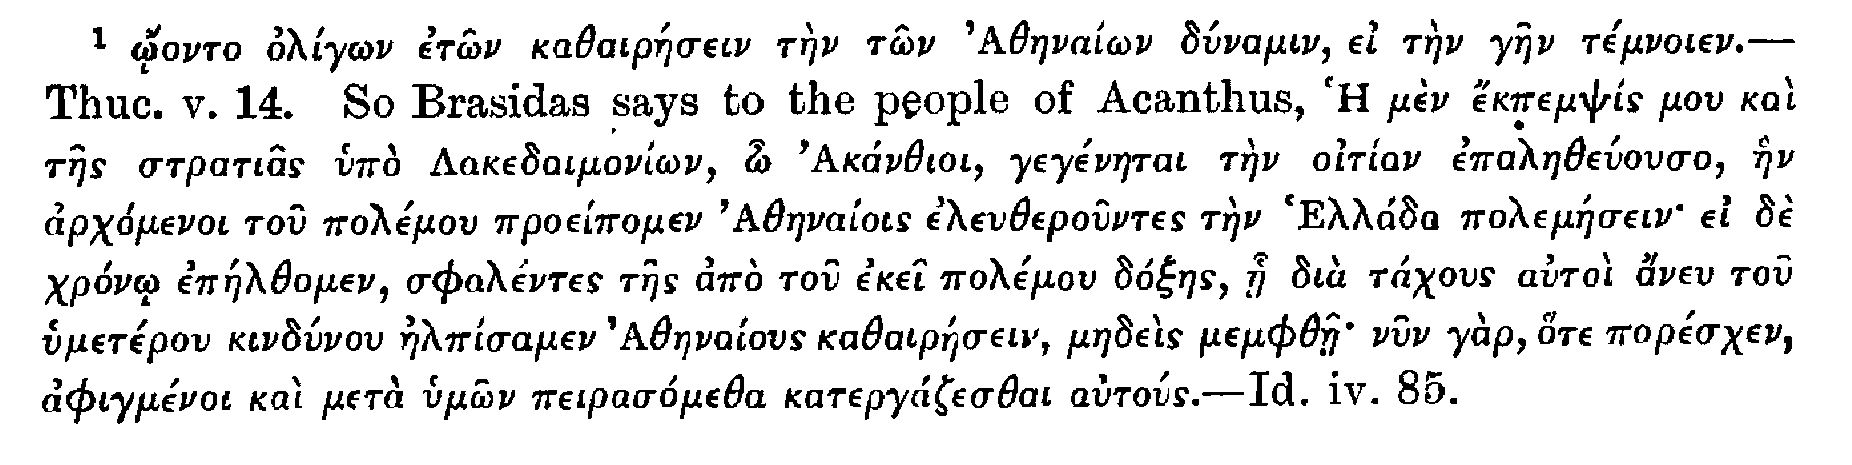 ¹ ᾤοντο ὀλίγων ἐτῶν καθαιρήσειν τὴν τῶν Ἀθηναίων δύναμιν, εἰ τὴν γῆν τέμνοιεν.—
Thuc. v. 14. So Brasidas says to the people of Acanthus, Ἡ μὲν ἔκπεμψίς μου καὶ
τῆς στρατιᾶς ὑπὸ Λακεδαιμονίων, ὦ Ἀκάνθιοι, γεγένηται τὴν αἰτίαν ἐπαληθεύουσα, ἣν
ἀρχόμενοι τοῦ πολέμου προείπομεν Ἀθηναίοις ἐλευθεροῦντες τὴν Ἑλλάδα πολεμήσειν· εἰ δὲ
χρόνῳ ἐπήλθομεν, σφαλέντες τῆς ἀπὸ τοῦ ἐκεῖ πολέμου δόξης, ᾗ διὰ τάχους αὐτοὶ ἄνευ τοῦ
ὑμετέρου κινδύνου ἠλπίσαμεν Ἀθηναίους καθαιρήσειν, μηδεὶς μεμφθῇ· νῦν γὰρ, ὅτε παρέσχεν,
ἀφιγμένοι καὶ μετὰ ὑμῶν πειρασόμεθα κατεργάζεσθαι αὐτούς.—Id. iv. 85.